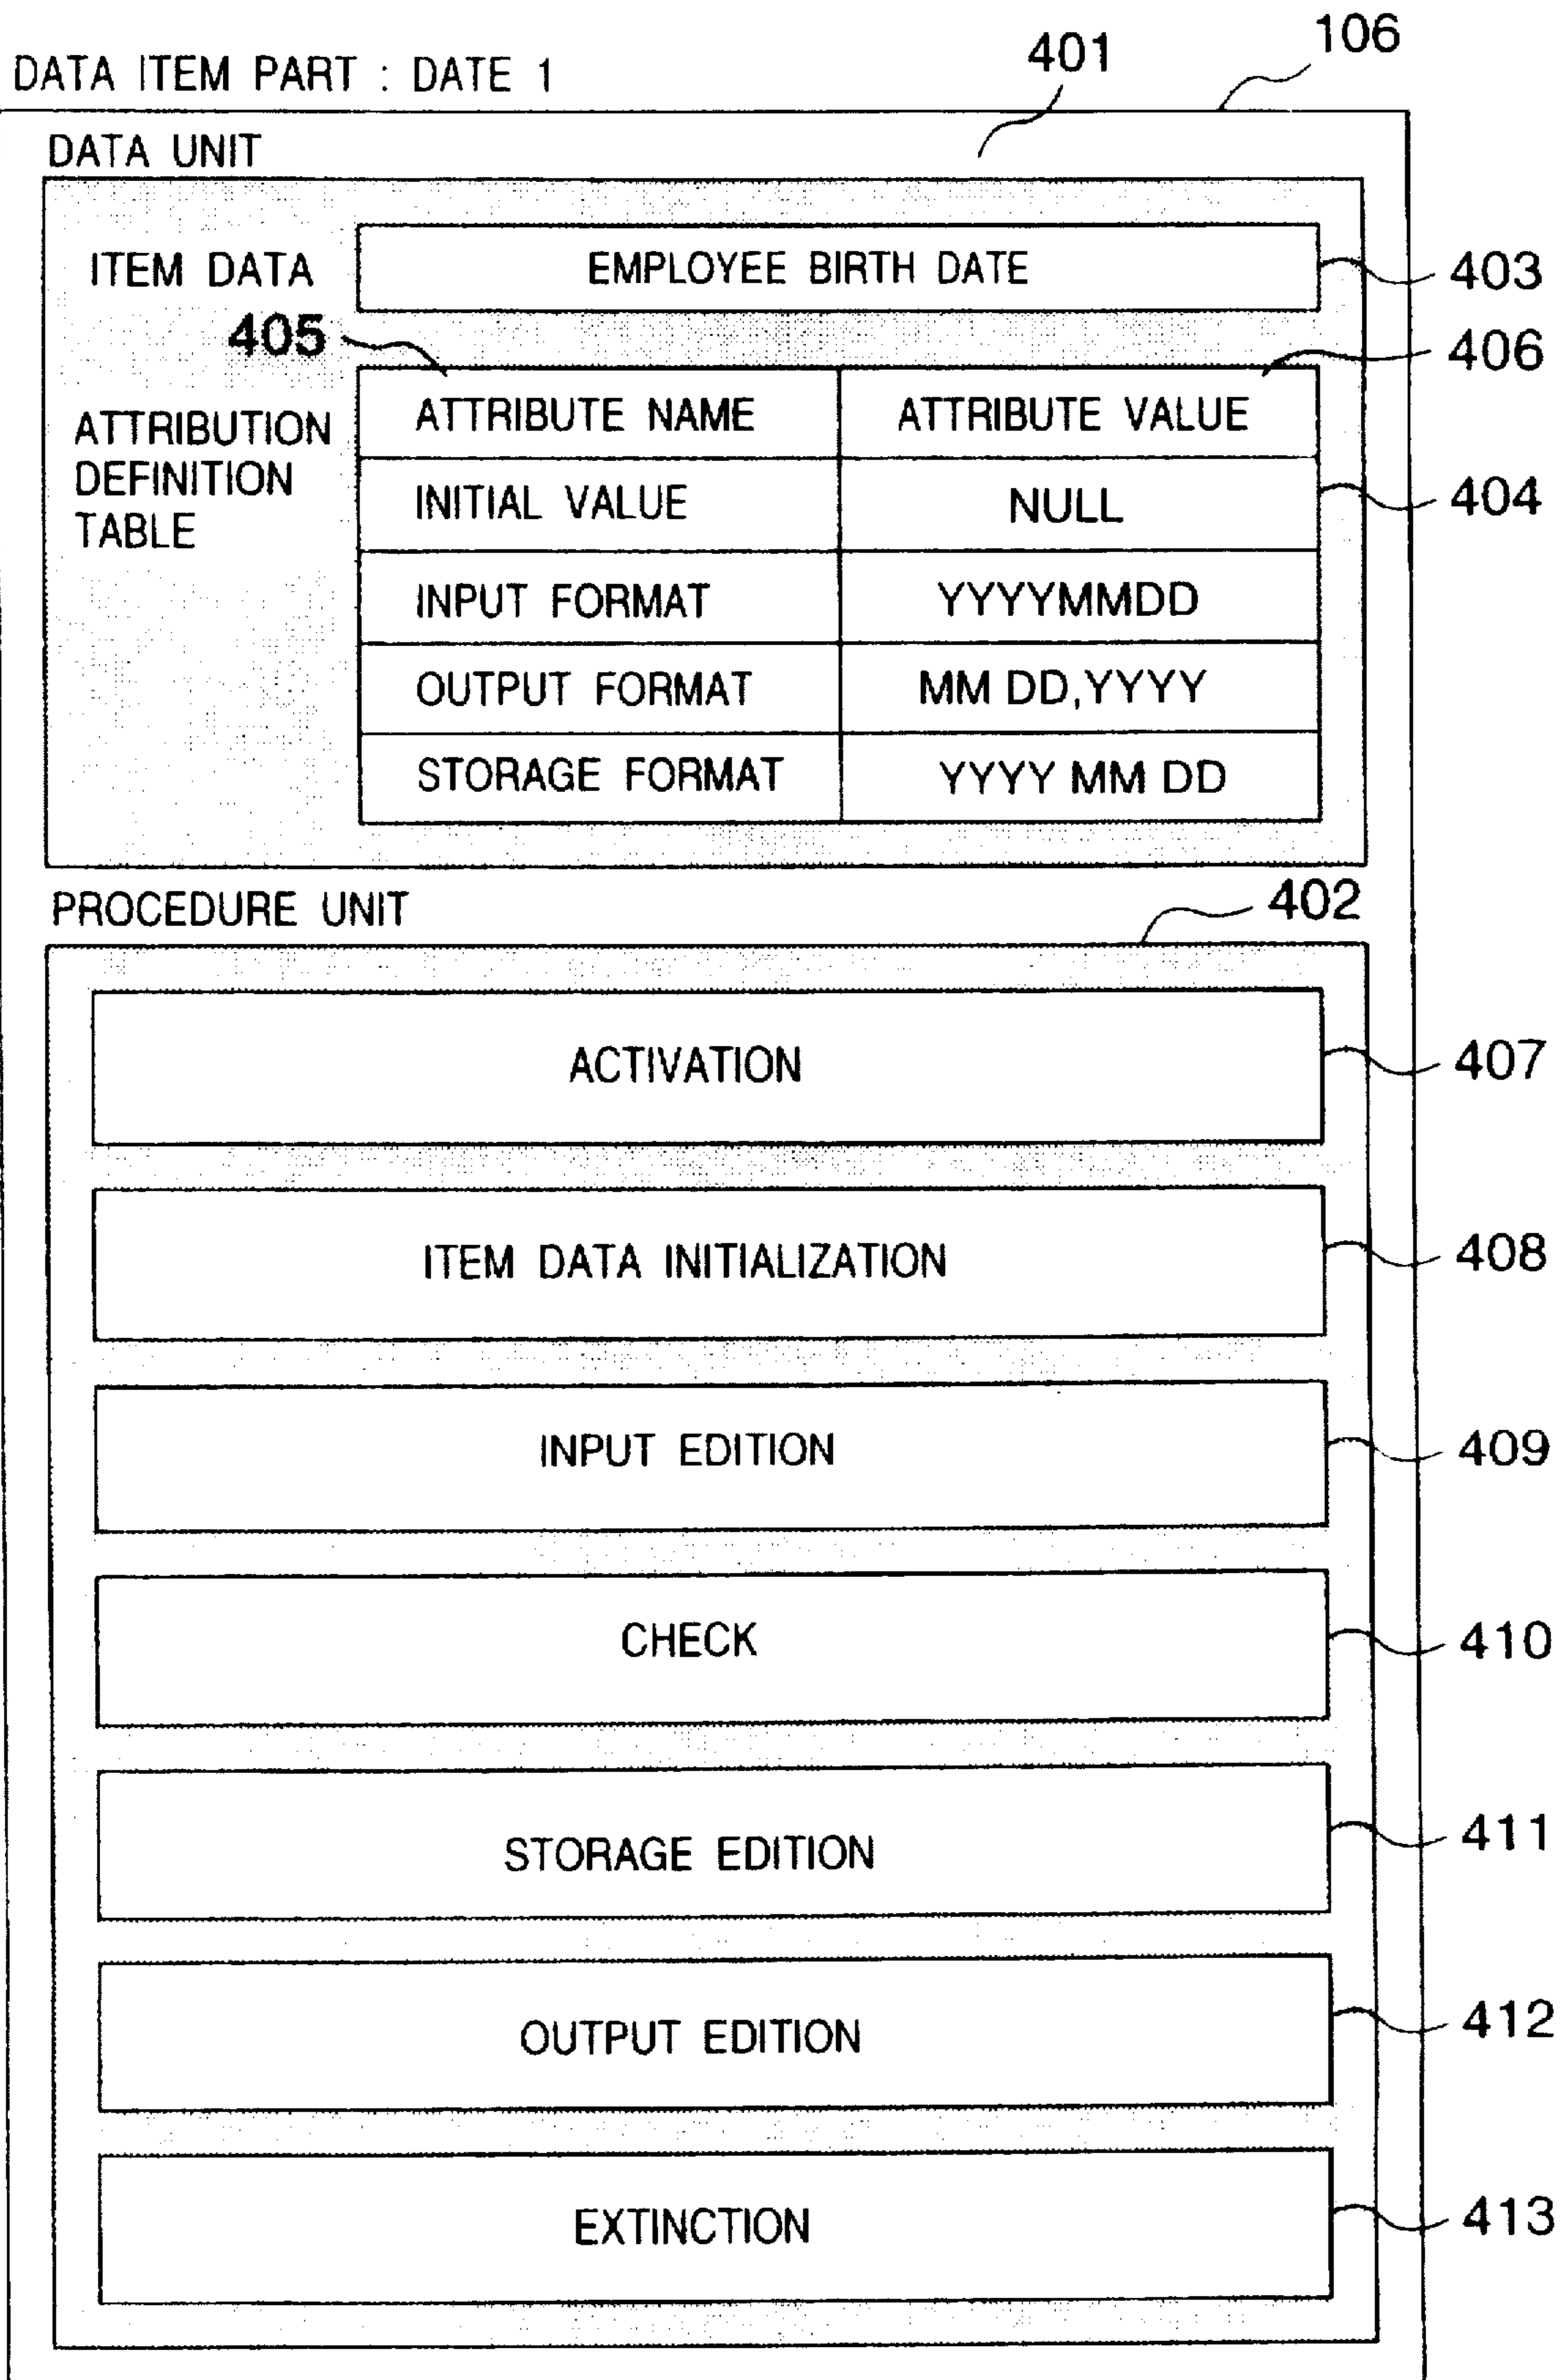 106
401
DATA ITEM PART : DATE 1
DATA UNIT
ITEM DATA
EMPLOYEE BIRTH DATE
403
405
406
ATTRIBUTION
DEFINITION
TABLE
ATTRIBUTE NAME
ATTRIBUTE VALUE
INITIAL VALUE
NULL
404
INPUT FORMAT
YYYYMMDD
OUTPUT FORMAT
MM DD,YYYY
STORAGE FORMAT
YYYY MM DD
PROCEDURE UNIT
402
ACTIVATION
407
ITEM DATA INITIALIZATION
408
INPUT EDITION
409
CHECK
410
STORAGE EDITION
411
OUTPUT EDITION
412
EXTINCTION
413